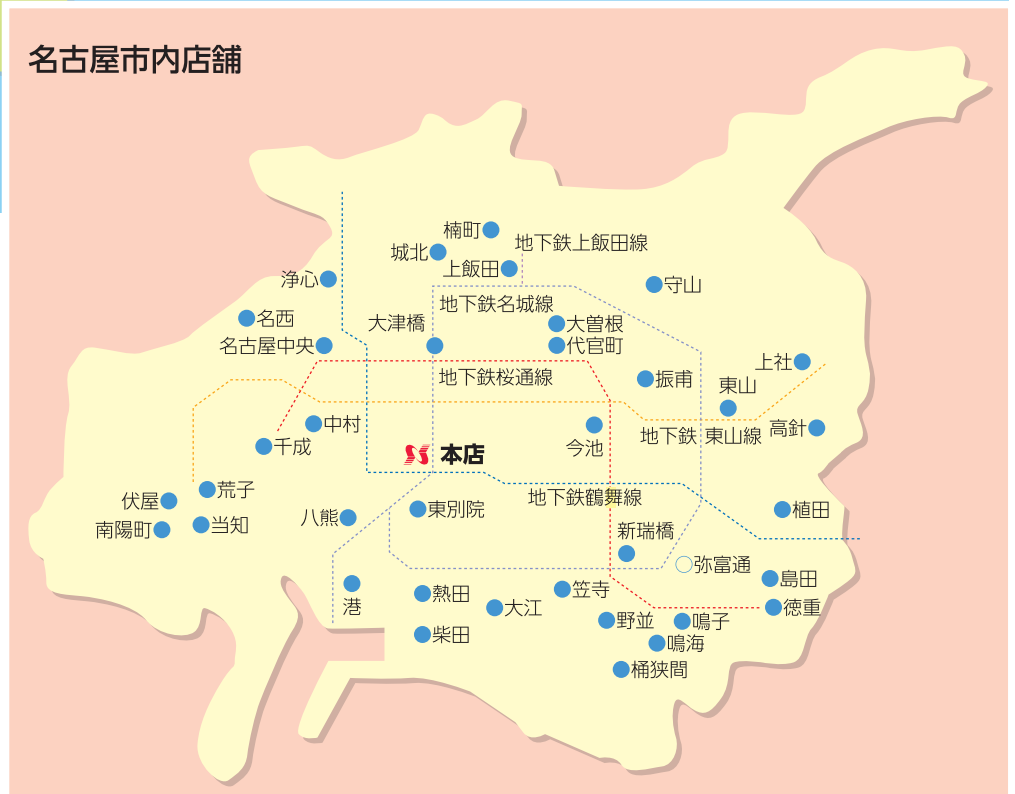 名古屋市内店舗
楠町
地下鉄上飯田線
城北
上飯田
浄心
守山
地下鉄名城線
名西
大津橋
大曽根
名古屋中央
代官町
上社
地下鉄桜通線
振甫
東山
中村
今池
地下鉄 東山線
高針
千成
本店
荒子
伏屋
地下鉄鶴舞線
東別院
植田
八熊
南陽町
当知
新瑞橋
弥富通
島田
港
熱田
笠寺
大江
徳重
野並
鳴子
柴田
鳴海
桶狭間